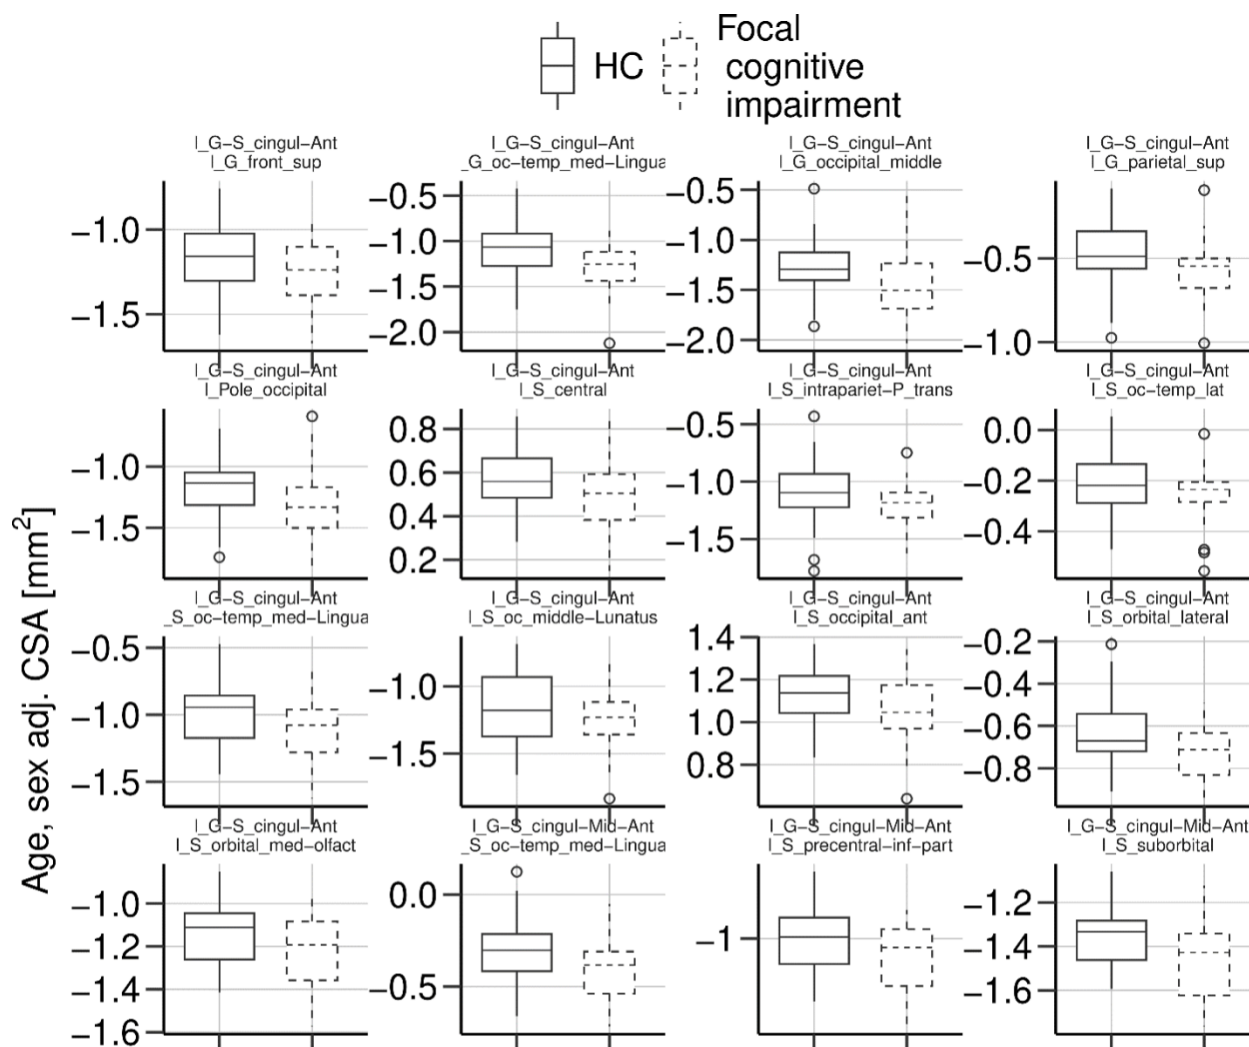 HC
Focal
cognitive
impairment
Age, sex adj. CSA [mm²]
l_G−S_cingul−Ant
l_G_front_sup
−1.0
−1.5
l_G−S_cingul−Ant
_G_oc−temp_med−Lingua
−0.5
−1.0
−1.5
−2.0
l_G−S_cingul−Ant
l_G_occipital_middle
−0.5
−1.0
−1.5
−2.0
l_G−S_cingul−Ant
l_G_parietal_sup
−0.5
−1.0
l_G−S_cingul−Ant
l_Pole_occipital
−1.0
−1.5
l_G−S_cingul−Ant
l_S_central
0.8
0.6
0.4
0.2
l_G−S_cingul−Ant
l_S_intrapariet−P_trans
−0.5
−1.0
−1.5
l_G−S_cingul−Ant
l_S_oc−temp_lat
0.0
−0.2
−0.4
l_G−S_cingul−Ant
_S_oc−temp_med−Lingua
−0.5
−1.0
−1.5
l_G−S_cingul−Ant
l_S_oc_middle−Lunatus
−1.0
−1.5
l_G−S_cingul−Ant
l_S_occipital_ant
1.4
1.2
1.0
0.8
l_G−S_cingul−Ant
l_S_orbital_lateral
−0.2
−0.4
−0.6
−0.8
l_G−S_cingul−Ant
l_S_orbital_med−olfact
−1.0
−1.2
−1.4
−1.6
l_G−S_cingul−Mid−Ant
_S_oc−temp_med−Lingua
0.0
−0.5
l_G−S_cingul−Mid−Ant
l_S_precentral−inf−part
−1
l_G−S_cingul−Mid−Ant
l_S_suborbital
−1.2
−1.4
−1.6